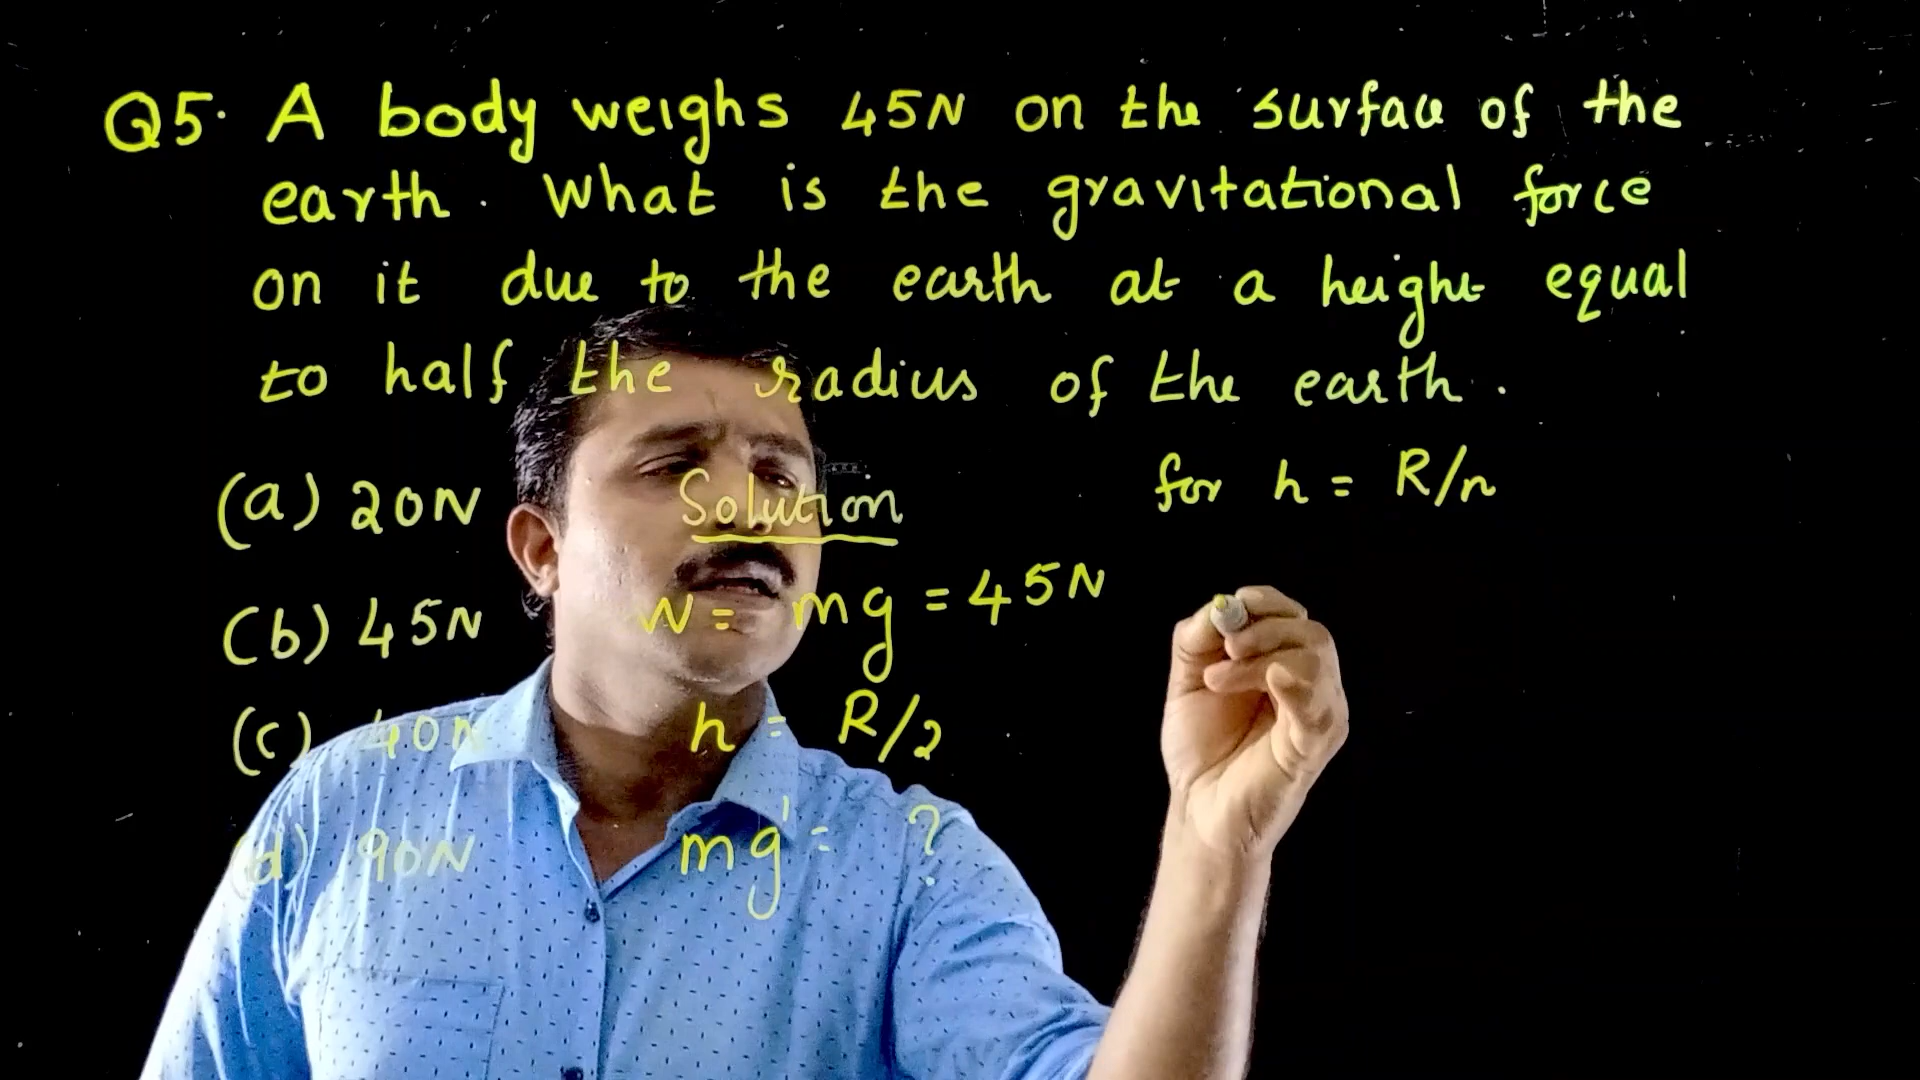 Q5. A body weighs 45N on the surface of the
earth. What is the gravitational force
on it due to the earth at a height equal
to half the radius of the earth.
(a) 20N
(b) 45N
(c) 40N
(d) 90N
Solution
W = mg = 45N
h = R/2
mg' = ?
for h = R/n